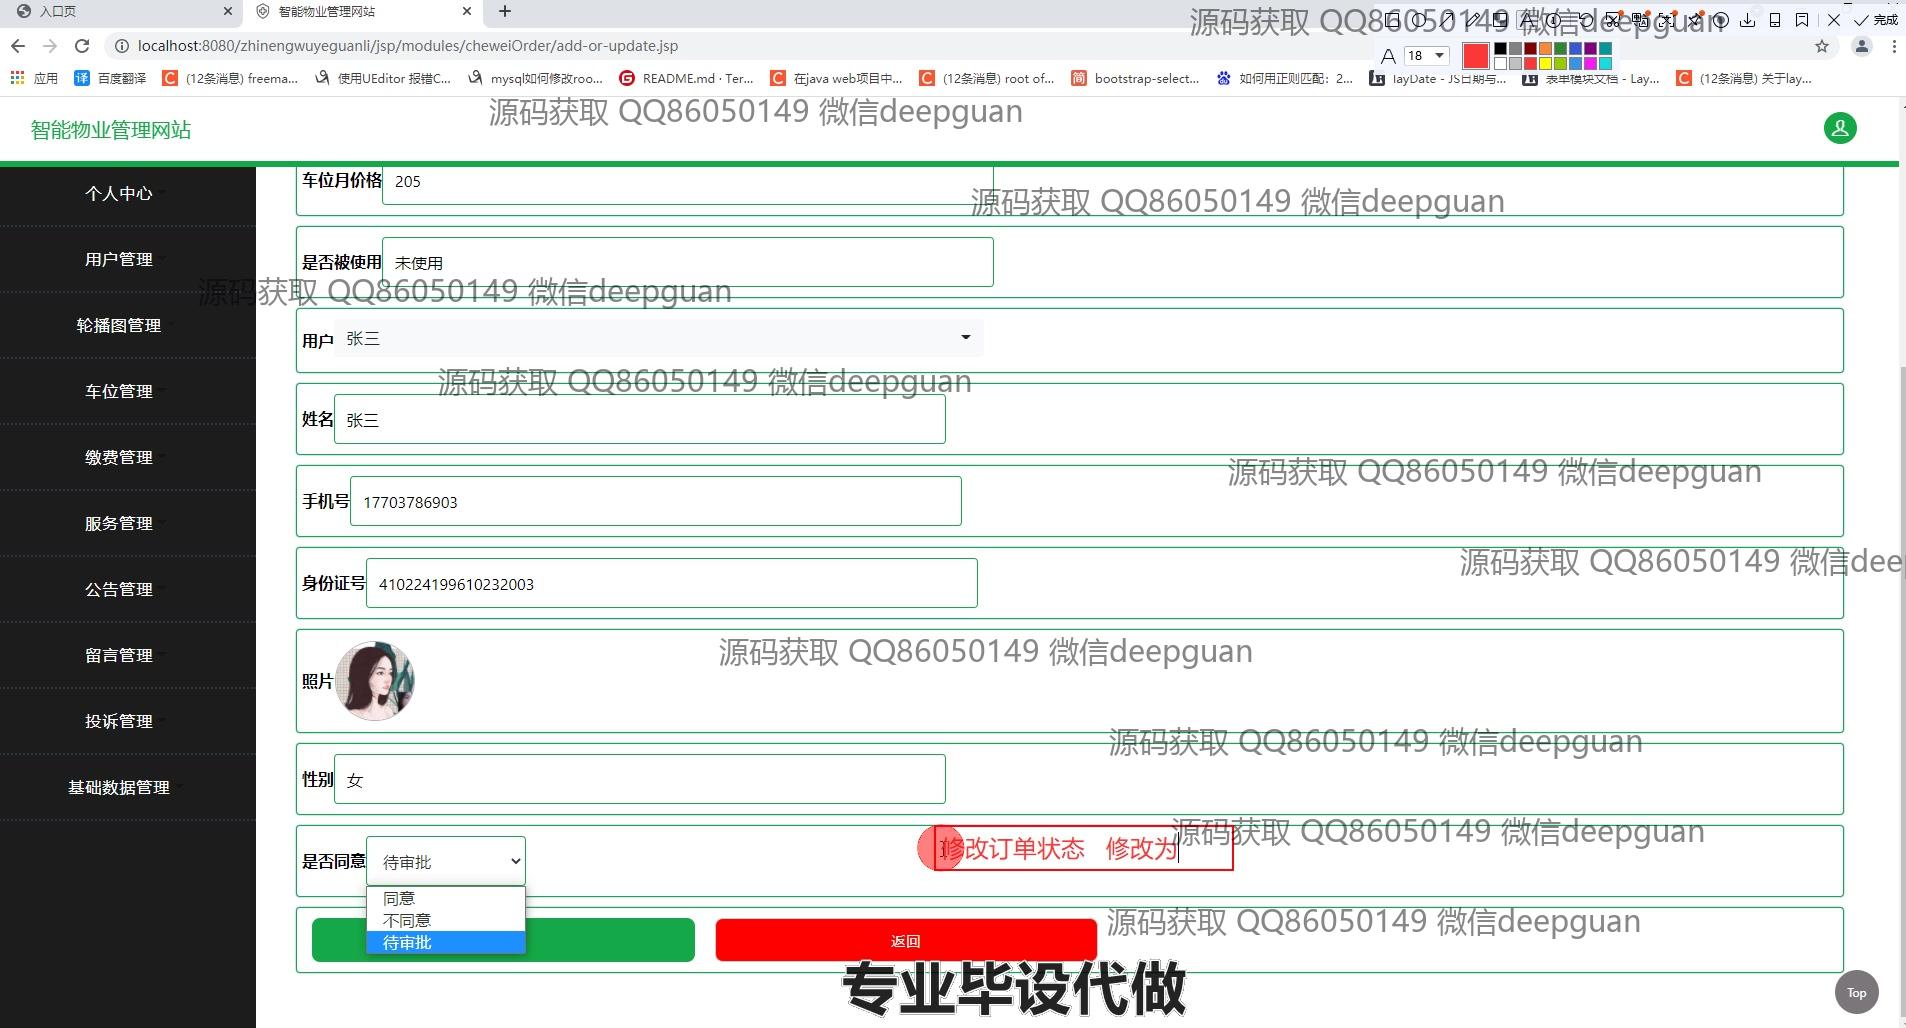 入口页
智能物业管理网站
localhost:8080/zhinengwuyeguanli/jsp/modules/cheweiOrder/add-or-update.jsp
18
完成
应用
百度翻译
(12条消息) freema...
使用UEditor 报错C...
mysql如何修改roo...
README.md · Ter...
在java web项目中...
(12条消息) root of...
bootstrap-select...
如何用正则匹配：2...
layDate - JS日期与...
表单模块文档 - Lay...
(12条消息) 关于lay...
源码获取 QQ86050149 微信deepguan
源码获取 QQ86050149 微信deepguan
智能物业管理网站
个人中心
用户管理
轮播图管理
车位管理
缴费管理
服务管理
公告管理
留言管理
投诉管理
基础数据管理
车位月价格 205
源码获取 QQ86050149 微信deepguan
是否被使用 未使用
源码获取 QQ86050149 微信deepguan
用户 张三
源码获取 QQ86050149 微信deepguan
姓名 张三
源码获取 QQ86050149 微信deepguan
手机号 17703786903
源码获取 QQ86050149 微信deep
身份证号 410224199610232003
源码获取 QQ86050149 微信deepguan
照片
源码获取 QQ86050149 微信deepguan
性别 女
源码获取 QQ86050149 微信deepguan
修改订单状态 修改为
是否同意 待审批
同意
不同意
待审批
源码获取 QQ86050149 微信deepguan
返回
专业毕设代做
Top